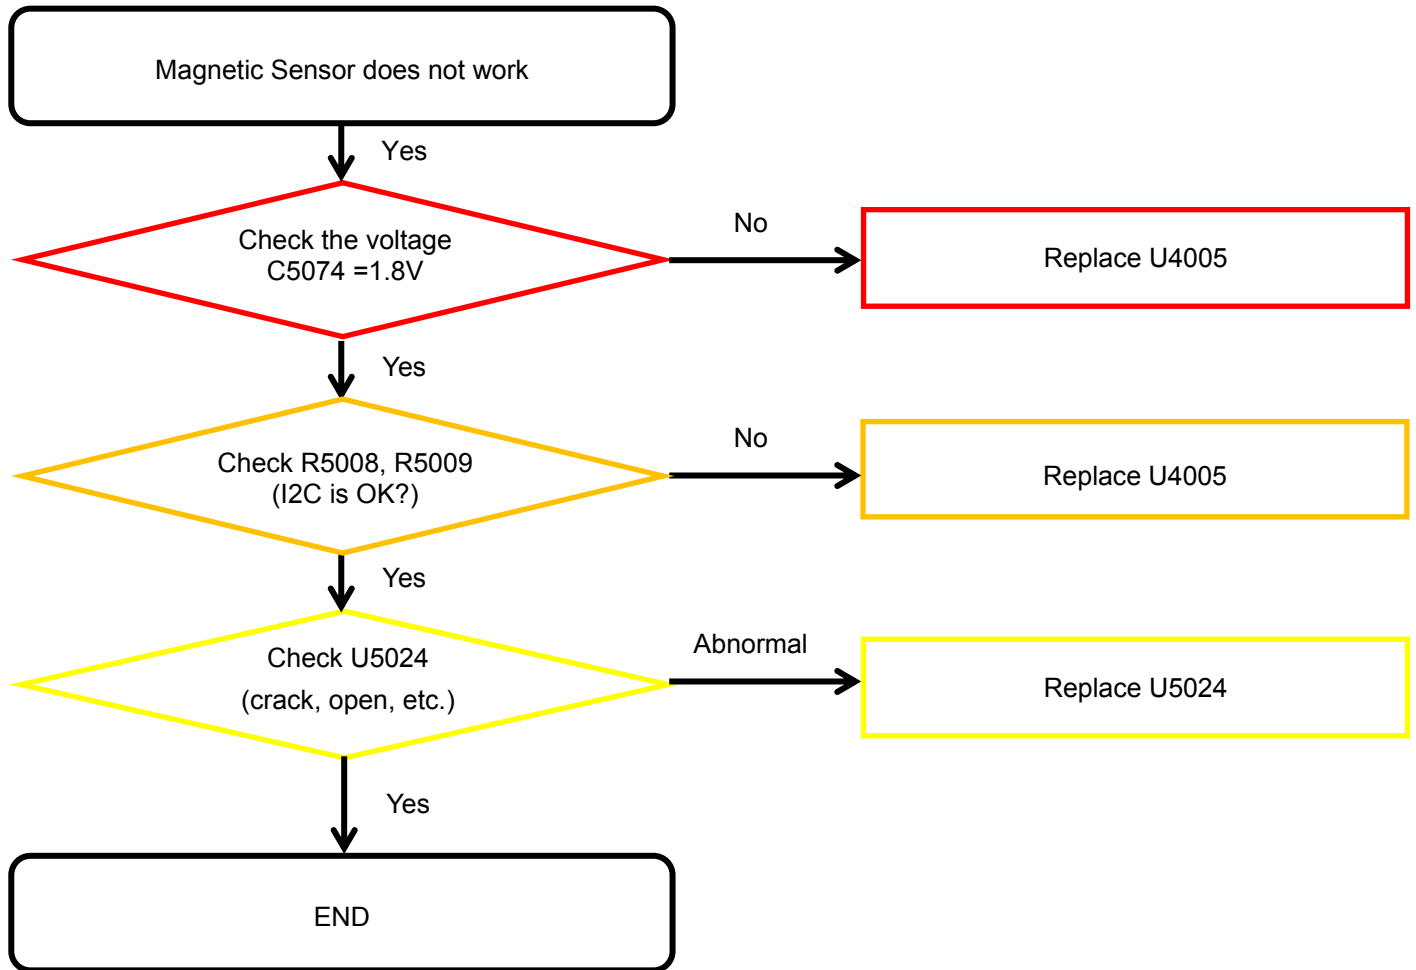 Magnetic Sensor does not work
Yes
Check the voltage
C5074 =1.8V
No
Replace U4005
Yes
Check R5008, R5009
(I2C is OK?)
No
Replace U4005
Yes
Check U5024
(crack, open, etc.)
Abnormal
Replace U5024
Yes
END